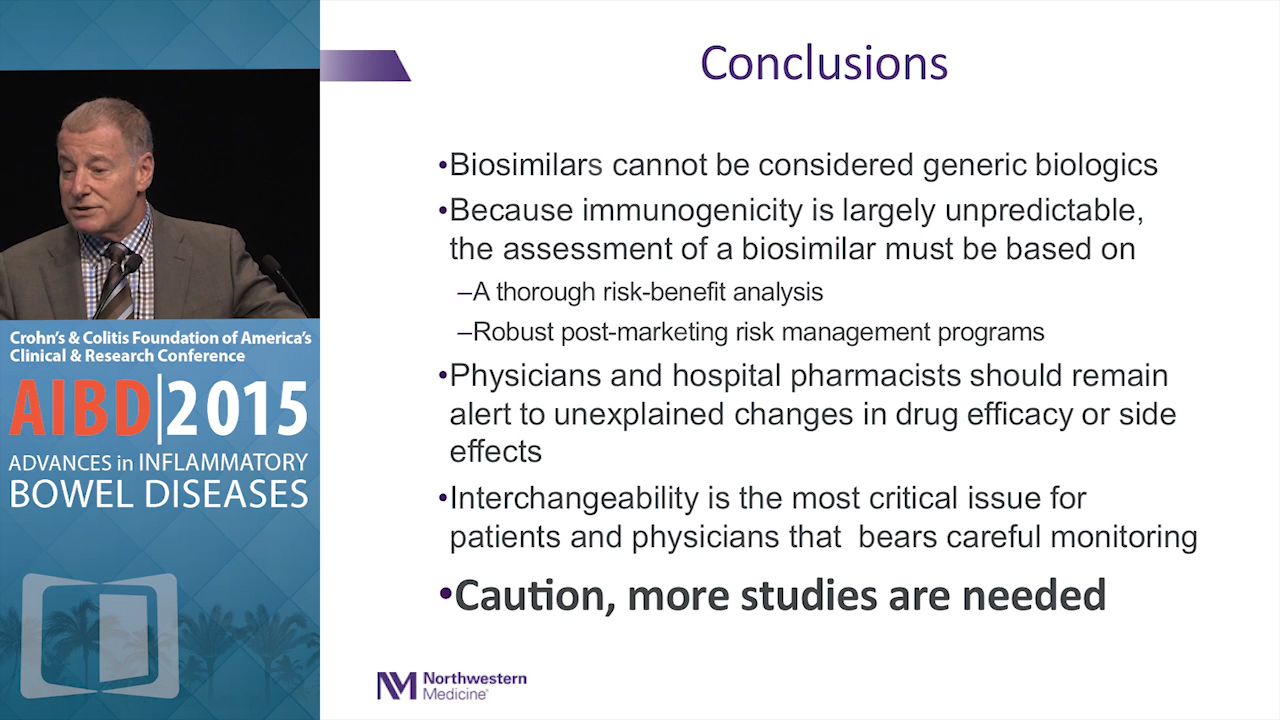 Crohn's & Colitis Foundation of America's
Clinical & Research Conference
AIBD|2015
ADVANCES in INFLAMMATORY
BOWEL DISEASES
Conclusions
•Biosimilars cannot be considered generic biologics
•Because immunogenicity is largely unpredictable,
the assessment of a biosimilar must be based on
–A thorough risk-benefit analysis
–Robust post-marketing risk management programs
•Physicians and hospital pharmacists should remain
alert to unexplained changes in drug efficacy or side
effects
•Interchangeability is the most critical issue for
patients and physicians that  bears careful monitoring
•Caution, more studies are needed
NM Northwestern
Medicine®